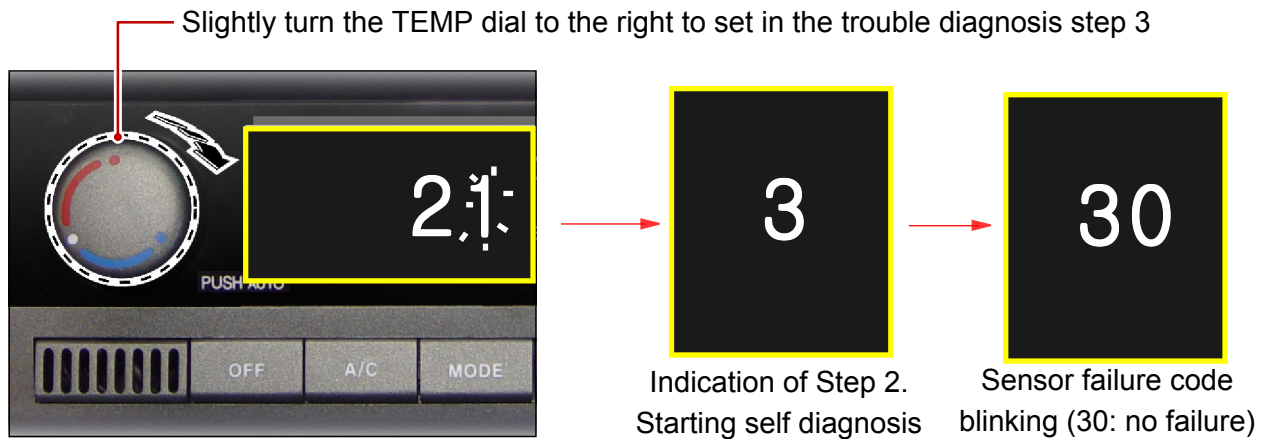 Slightly turn the TEMP dial to the right to set in the trouble diagnosis step 3
21
3
30
PUSH AUTO
OFF A/C MODE
Indication of Step 2.
Starting self diagnosis
Sensor failure code
blinking (30: no failure)